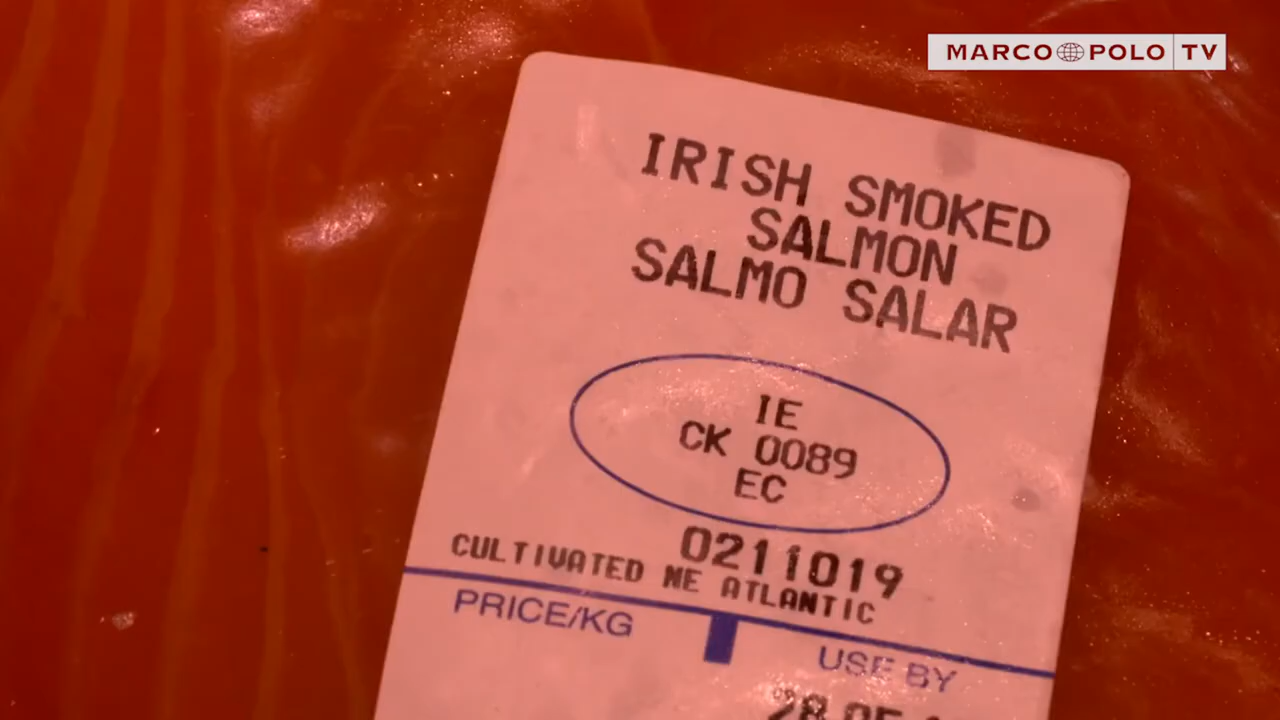 MARCO POLO TV
IRISH SMOKED
SALMON
SALMO SALAR
IE
CK 0089
EC
0211019
CULTIVATED NE ATLANTIC
PRICE/KG
USE BY